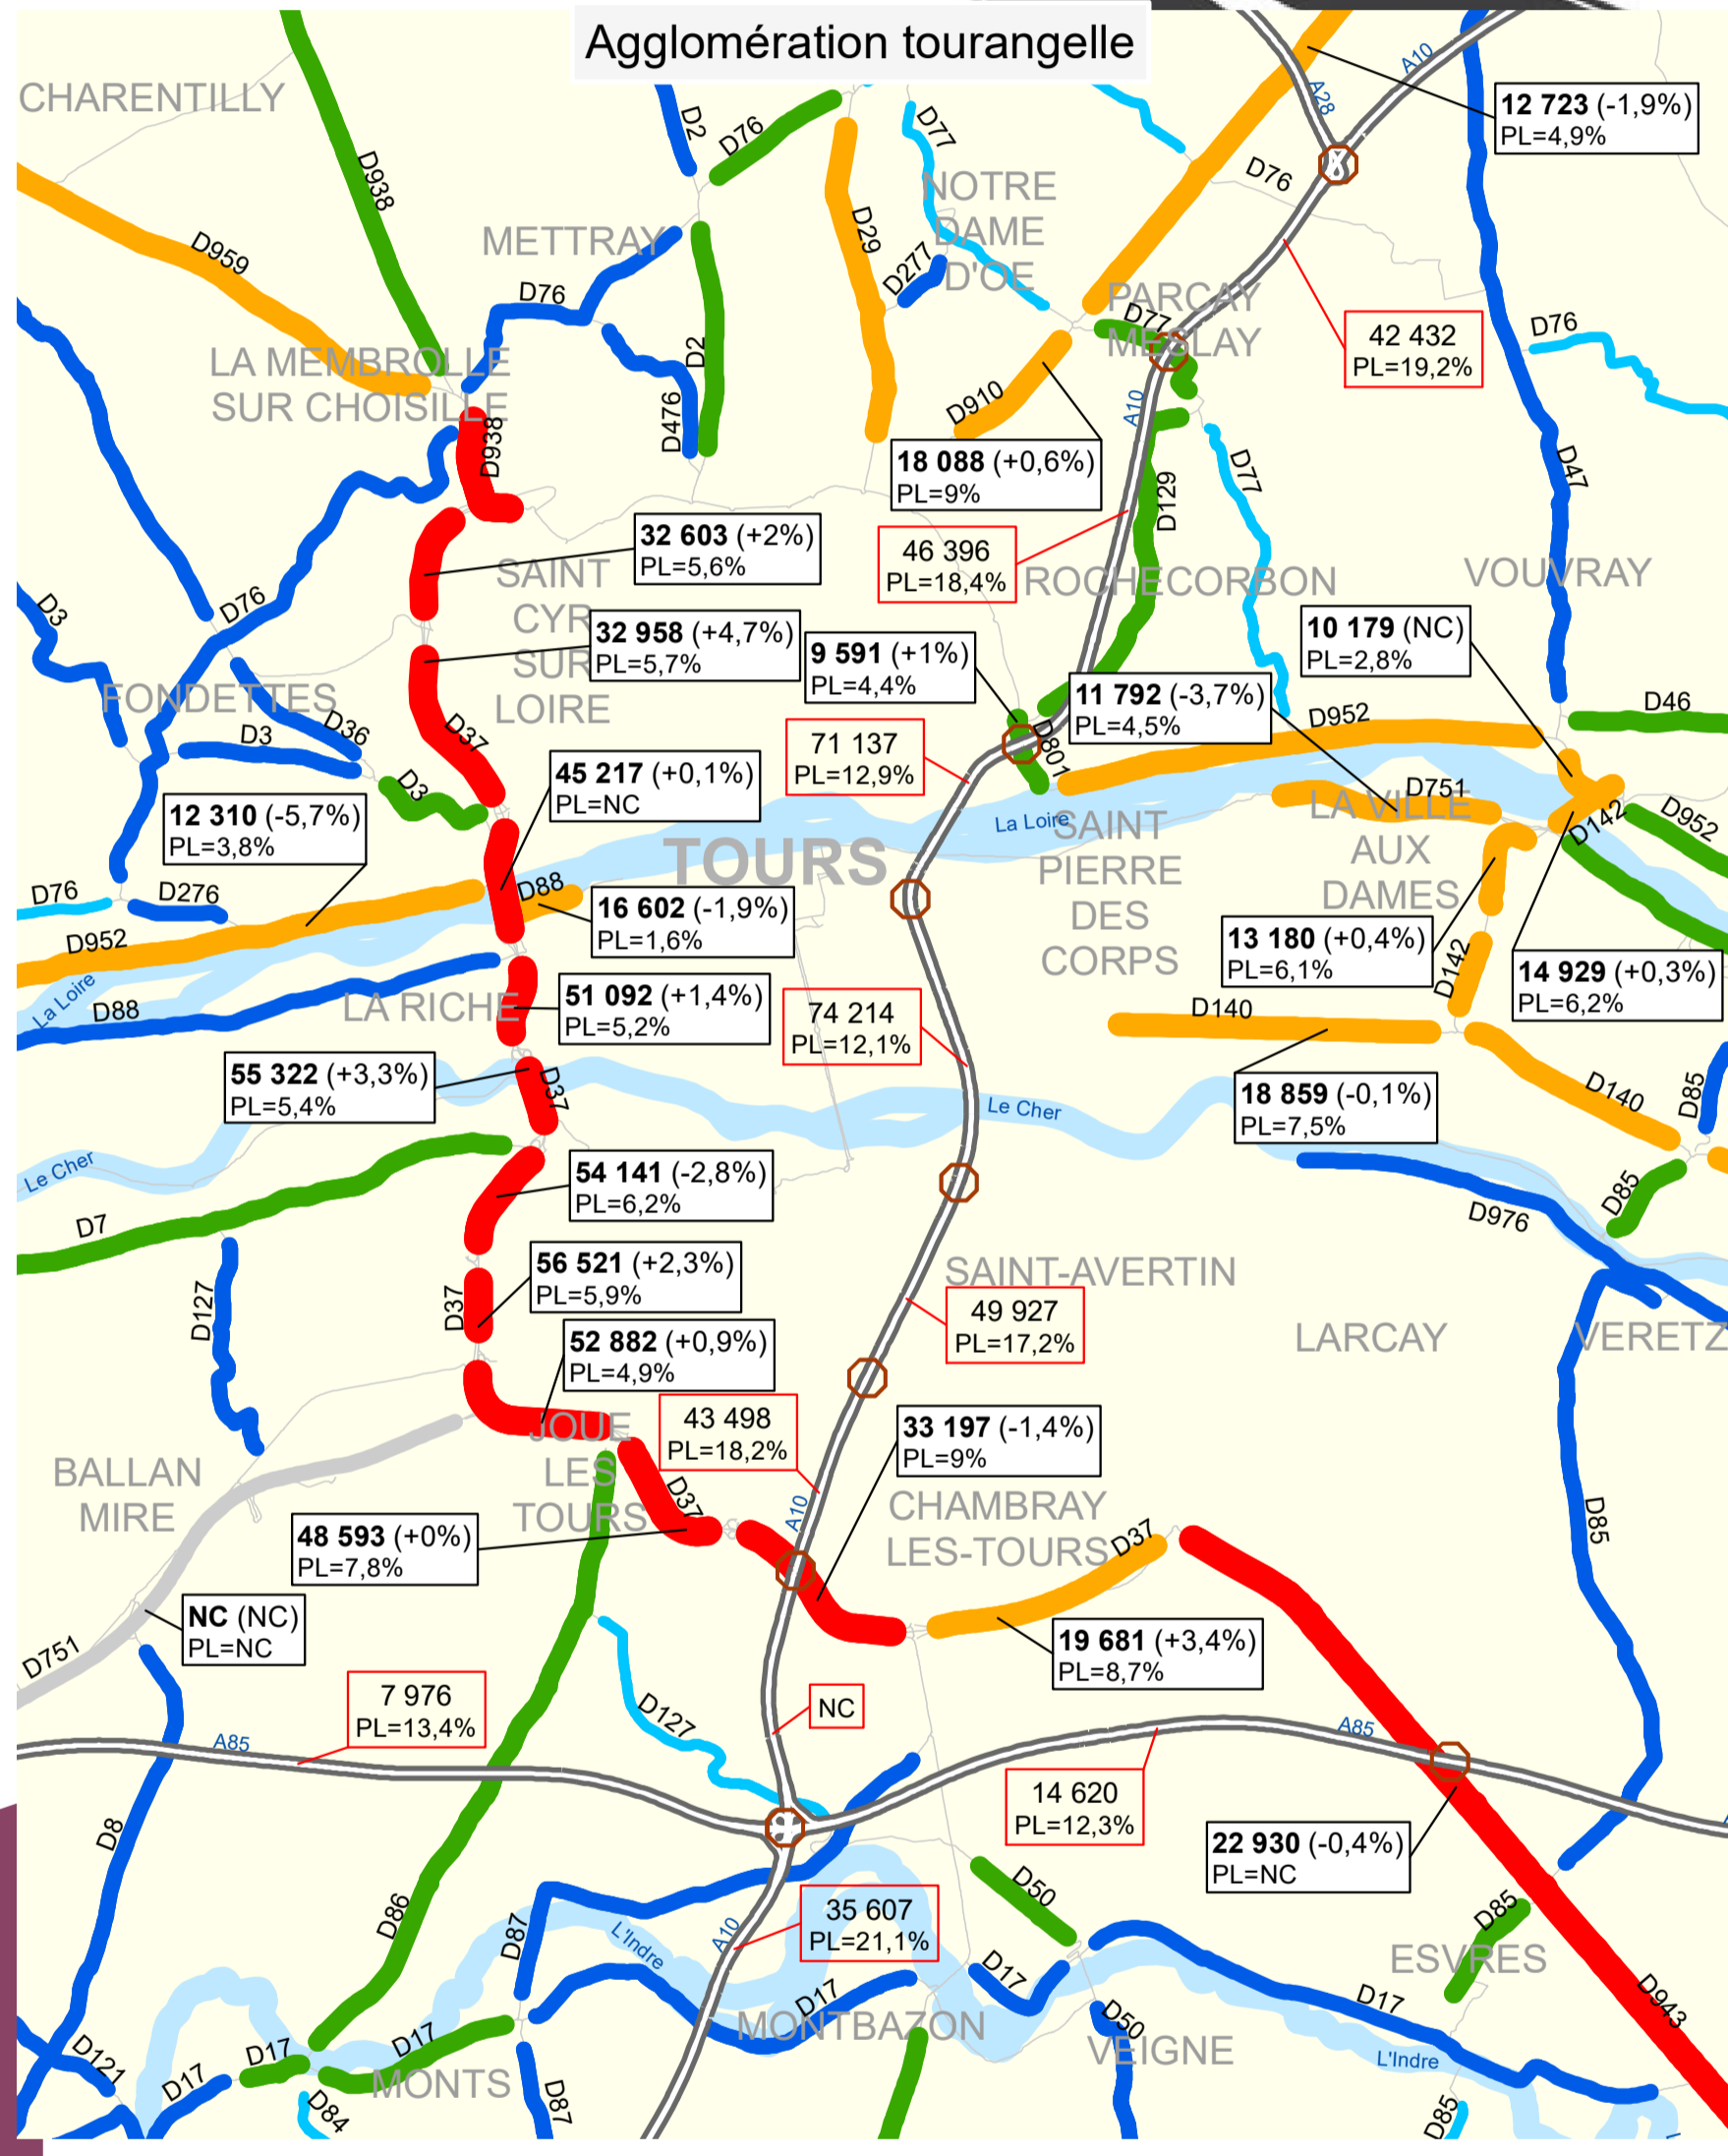 Agglomération tourangelle
CHARENTILLY
A28
A10
12 723 (-1,9%)
PL=4,9%
D2
D76
D77
D938
D76
NOTRE
DAME
D'OE
METTRAY
D29
D277
D959
D76
PARCAY
MESLAY
D77
42 432
PL=19,2%
D76
LA MEMBROLLE
SUR CHOISILLE
D2
D476
D938
D910
A10
18 088 (+0,6%)
PL=9%
D77
D47
D129
32 603 (+2%)
PL=5,6%
46 396
PL=18,4%
ROCHECORBON
VOUVRAY
SAINT
CYR
SUR
LOIRE
D3
D76
32 958 (+4,7%)
PL=5,7%
9 591 (+1%)
PL=4,4%
10 179 (NC)
PL=2,8%
11 792 (-3,7%)
PL=4,5%
FONDETTES
D36
D3
D37
D952
D46
71 137
PL=12,9%
D801
45 217 (+0,1%)
PL=NC
D3
12 310 (-5,7%)
PL=3,8%
D751
LA VILLE
AUX
DAMES
D142
D952
La Loire
SAINT
PIERRE
DES
CORPS
TOURS
D76
D276
D88
16 602 (-1,9%)
PL=1,6%
D952
13 180 (+0,4%)
PL=6,1%
D142
14 929 (+0,3%)
PL=6,2%
La Loire
D88
LA RICHE
51 092 (+1,4%)
PL=5,2%
74 214
PL=12,1%
D140
55 322 (+3,3%)
PL=5,4%
D37
Le Cher
18 859 (-0,1%)
PL=7,5%
D140
D85
Le Cher
54 141 (-2,8%)
PL=6,2%
D7
D85
D976
56 521 (+2,3%)
PL=5,9%
SAINT-AVERTIN
D127
D37
49 927
PL=17,2%
LARCAY
VERETZ
52 882 (+0,9%)
PL=4,9%
JOUE
LES
TOURS
43 498
PL=18,2%
33 197 (-1,4%)
PL=9%
BALLAN
MIRE
D37
A10
CHAMBRAY
LES-TOURS
D37
D85
48 593 (+0%)
PL=7,8%
NC (NC)
PL=NC
D751
19 681 (+3,4%)
PL=8,7%
7 976
PL=13,4%
D127
NC
A85
A85
14 620
PL=12,3%
22 930 (-0,4%)
PL=NC
D8
D86
D87
L'Indre
A10
35 607
PL=21,1%
D50
D85
ESVRES
D17
D17
D17
D943
MONTBAZON
D50
VEIGNE
L'Indre
D121
D17
D17
D17
MONTS
D84
D87
D85